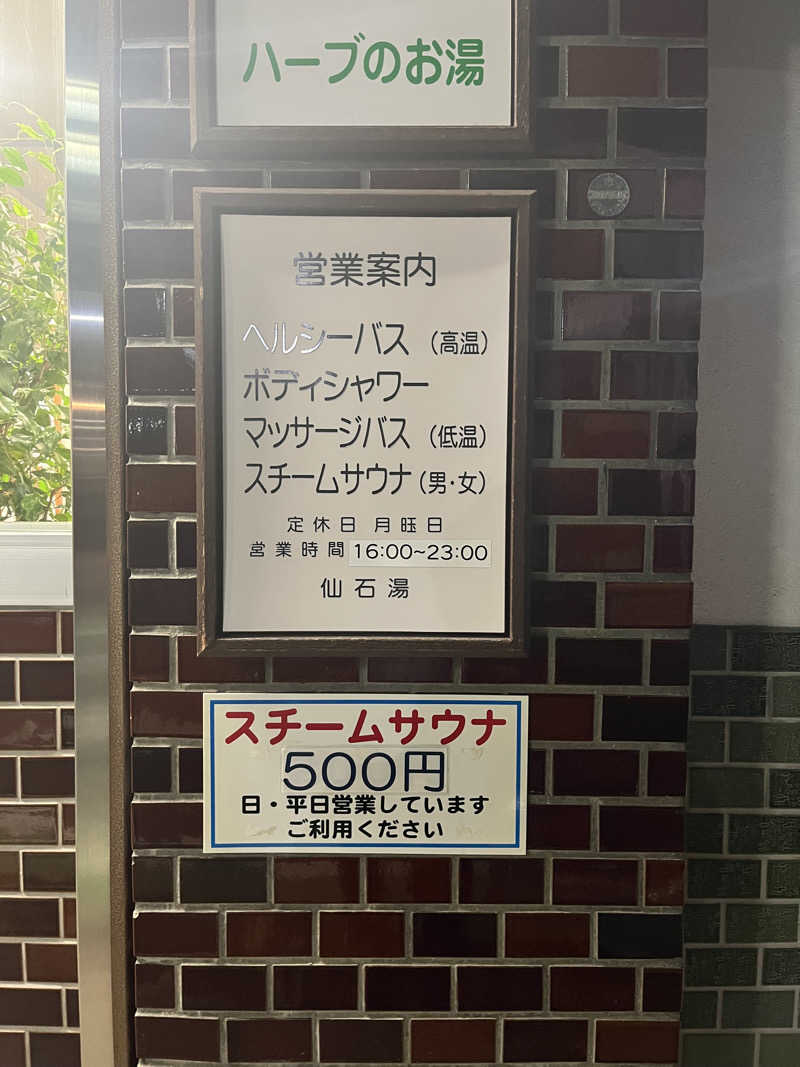 ハーブのお湯
営業案内
ヘルシーバス（高温）
ボディシャワー
マッサージバス（低温）
スチームサウナ（男・女）
定休日 月曜日
営業時間 16:00~23:00
仙石湯
スチームサウナ
500円
日・平日営業しています
ご利用ください